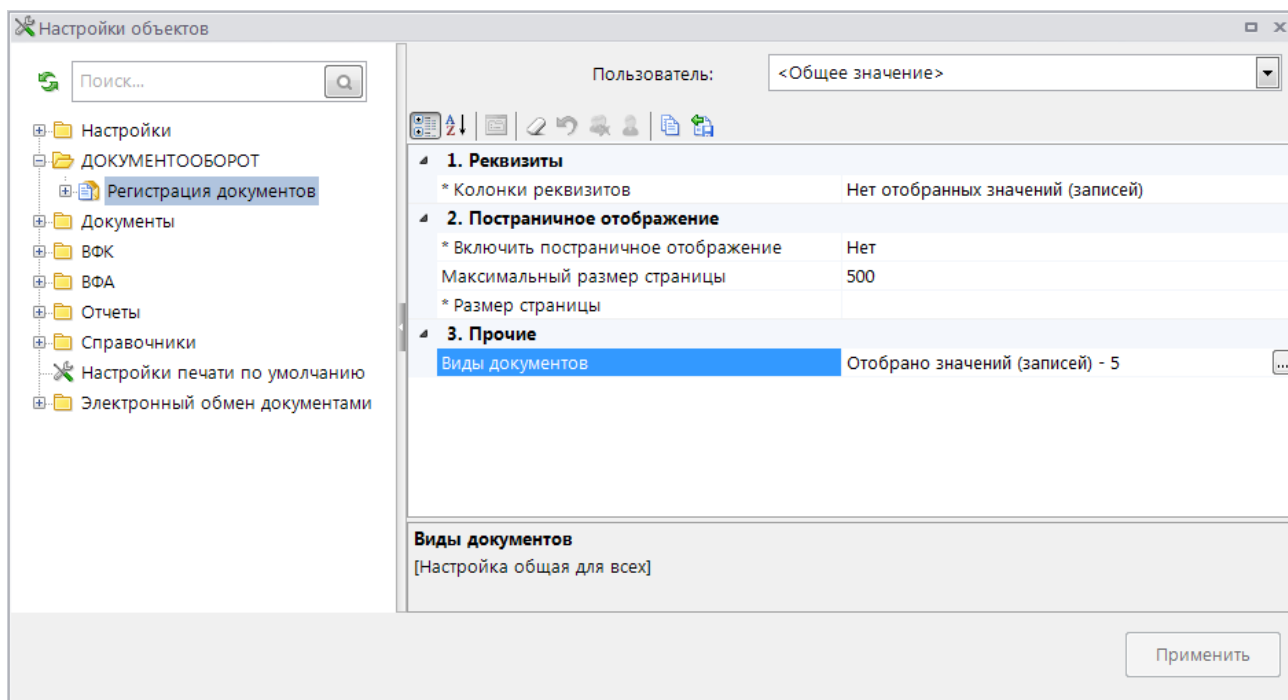 Настройки объектов
Поиск...
Настройки
ДОКУМЕНТООБОРОТ
Регистрация документов
Документы
ВФК
ВФА
Отчеты
Справочники
Настройки печати по умолчанию
Электронный обмен документами
Пользователь: <Общее значение>
1. Реквизиты
* Колонки реквизитов Нет отобранных значений (записей)
2. Постраничное отображение
* Включить постраничное отображение Нет
Максимальный размер страницы 500
* Размер страницы
3. Прочие
Виды документов Отобрано значений (записей) - 5 ...
Виды документов
[Настройка общая для всех]
Применить